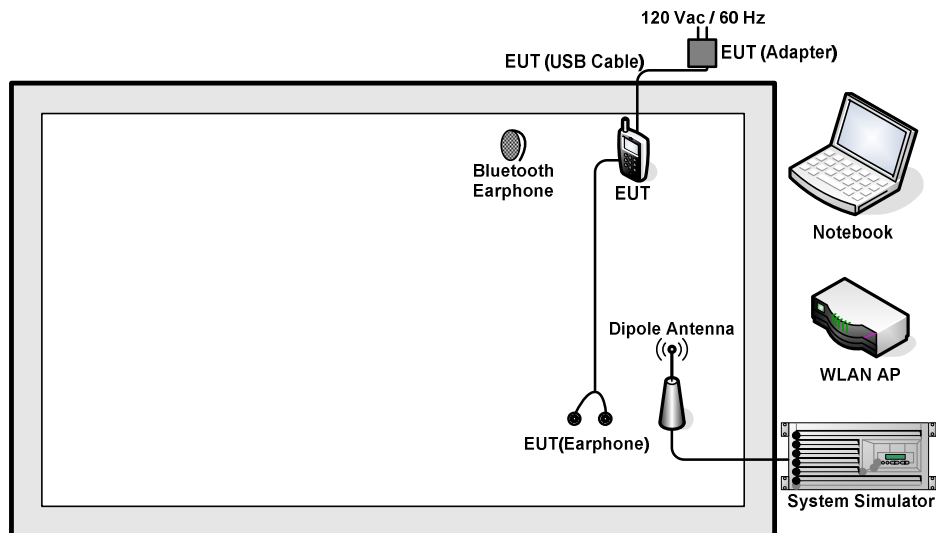 120 Vac / 60 Hz
EUT (USB Cable)
EUT (Adapter)
Bluetooth
Earphone
EUT
Notebook
Dipole Antenna
WLAN AP
EUT(Earphone)
System Simulator